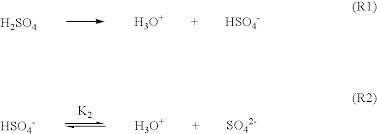 (R1)
H₂SO₄ ⟶ H₃O⁺ + HSO₄⁻
(R2)
K₂
HSO₄⁻ ⇌ H₃O⁺ + SO₄²⁻